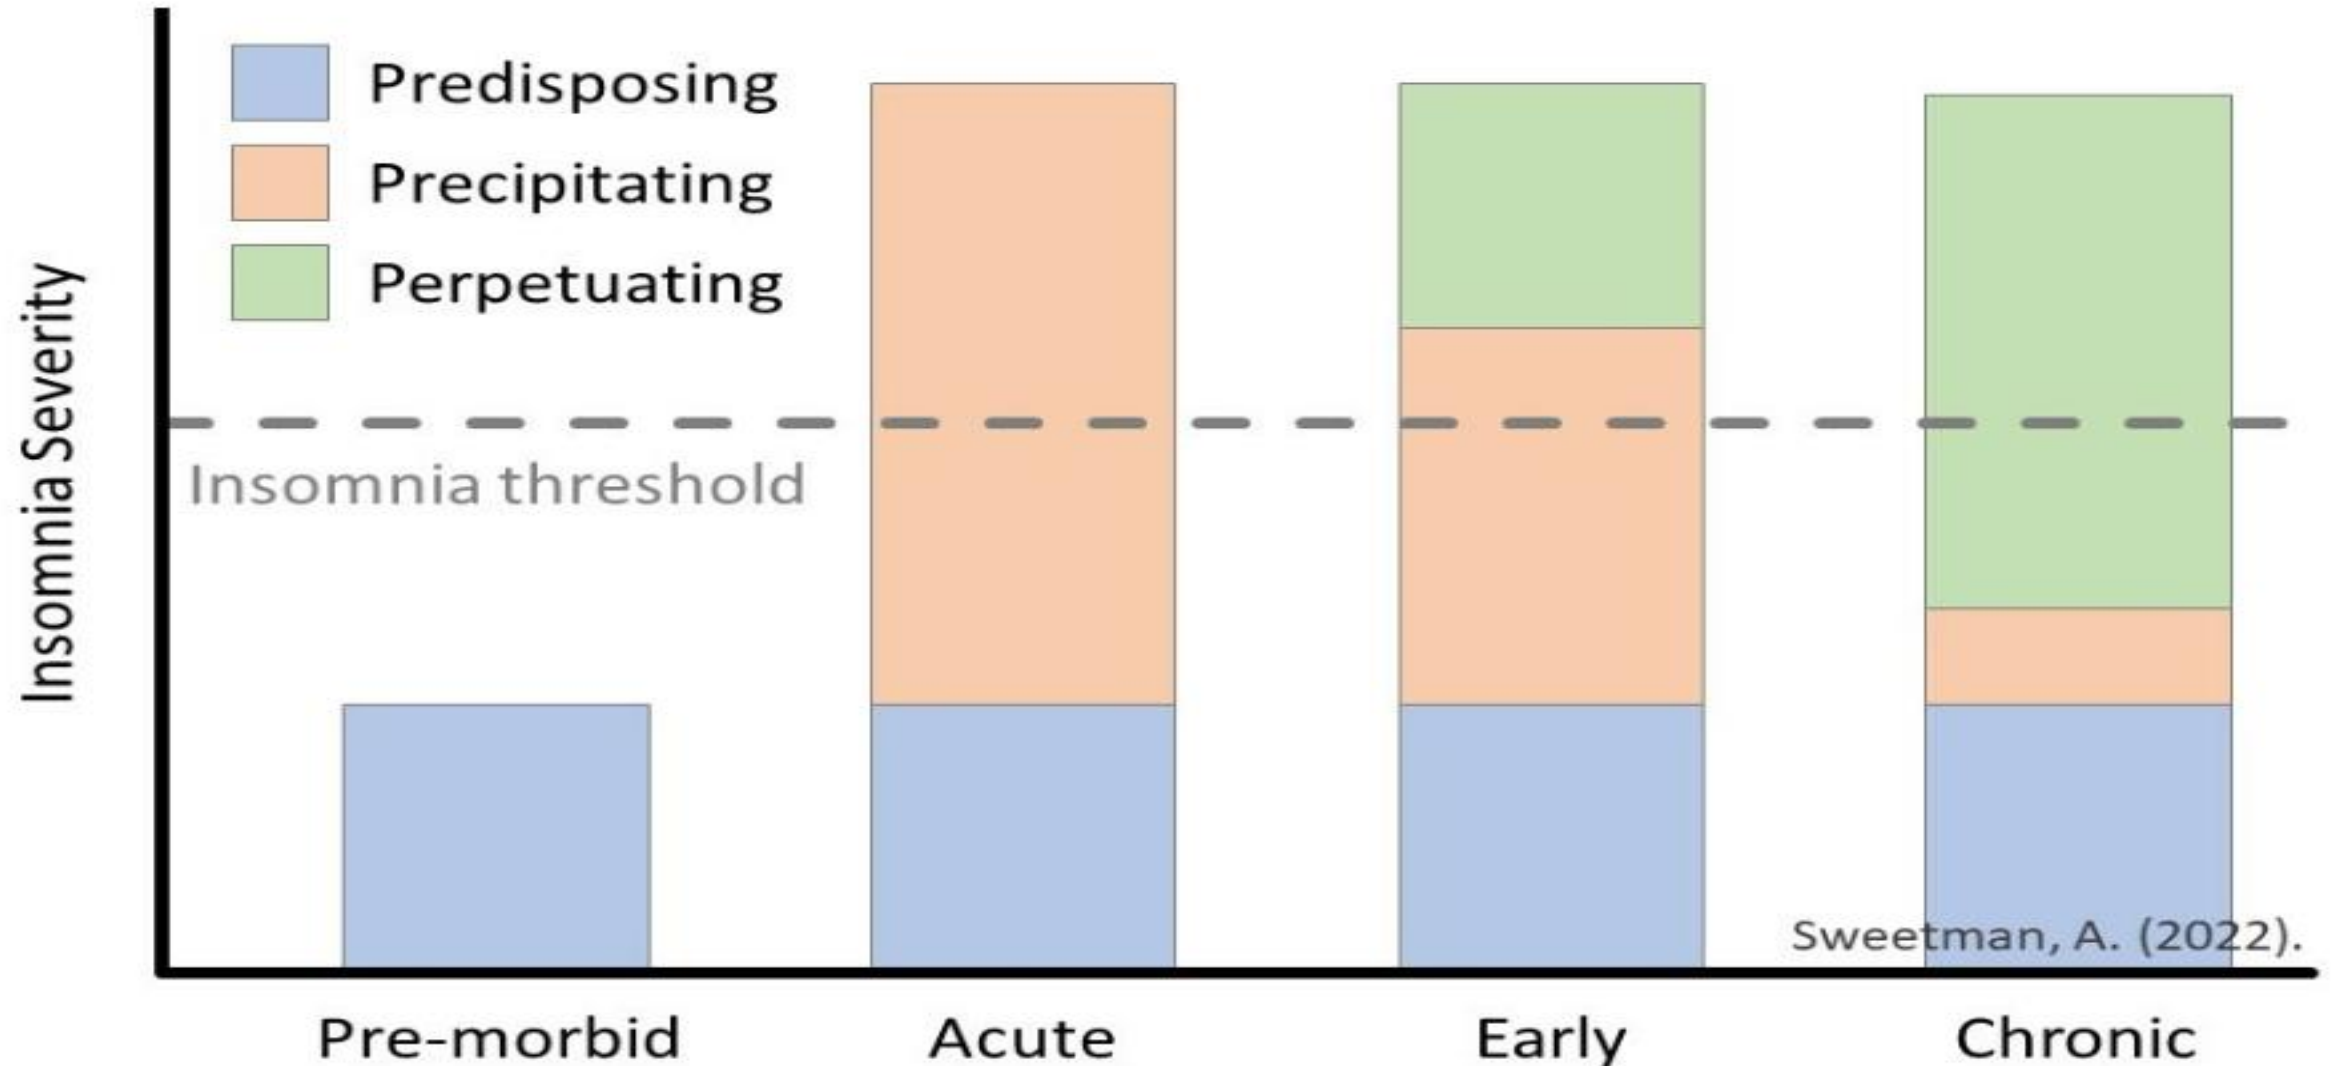 Predisposing
Precipitating
Perpetuating
Insomnia Severity
Insomnia threshold
Sweetman, A. (2022).
Pre-morbid
Acute
Early
Chronic